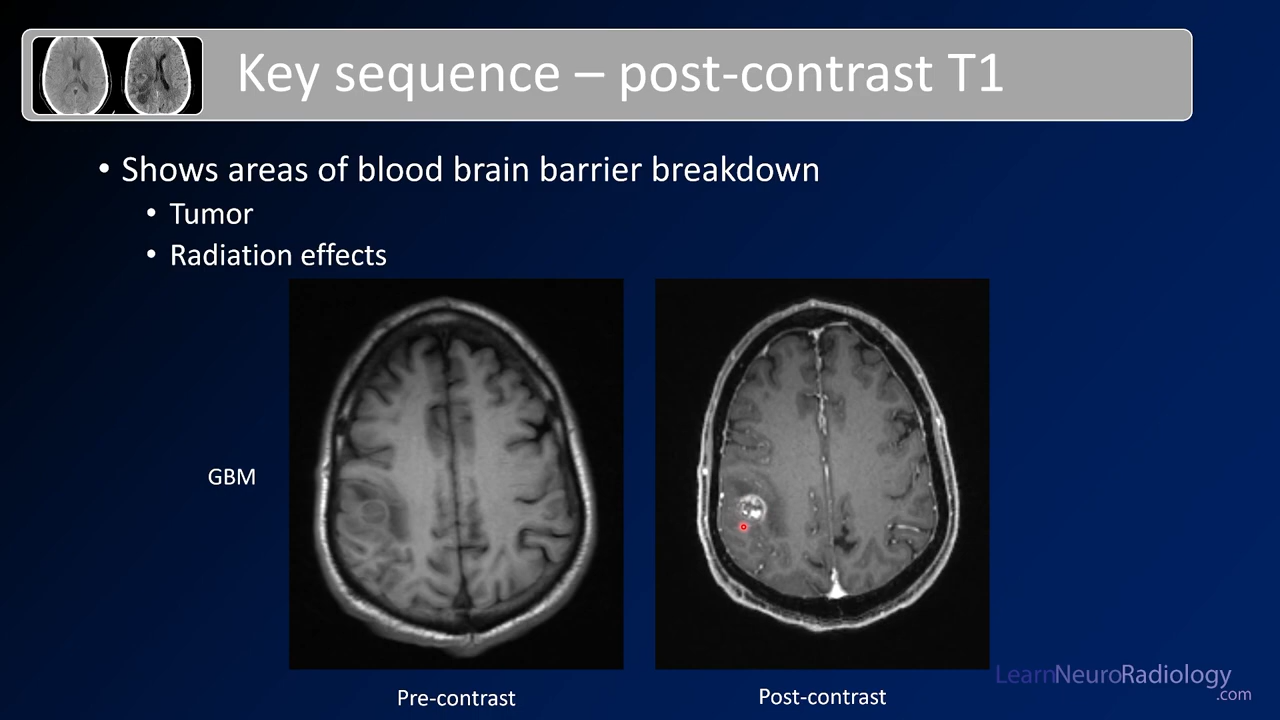 Key sequence – post-contrast T1
• Shows areas of blood brain barrier breakdown
• Tumor
• Radiation effects
GBM
Pre-contrast
Post-contrast
LearnNeuroRadiology
.com